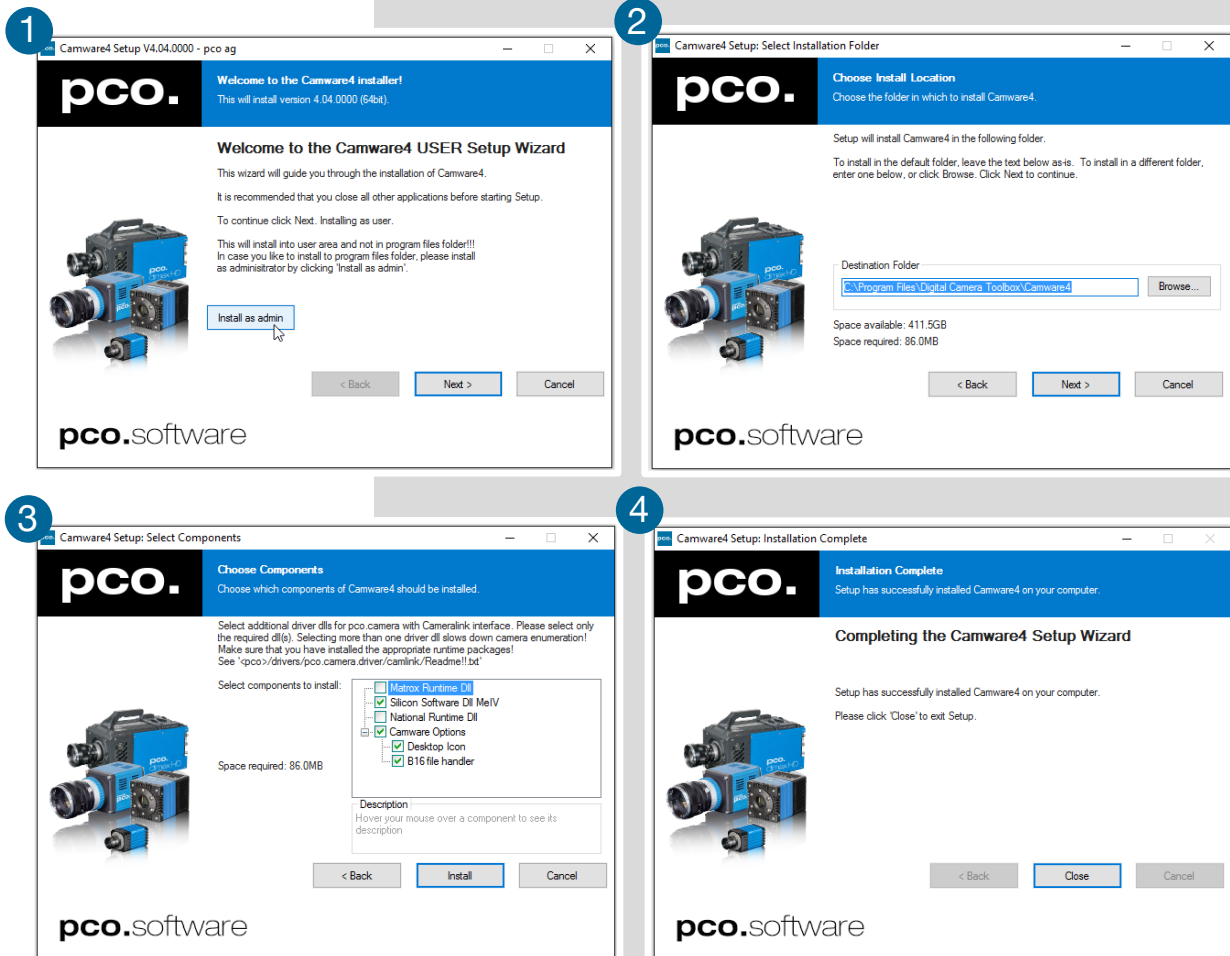 1
Camware4 Setup V4.04.0000 - pco ag
pco.
Welcome to the Camware4 installer!
This will install version 4.04.0000 (64bit).
Welcome to the Camware4 USER Setup Wizard
This wizard will guide you through the installation of Camware4.
It is recommended that you close all other applications before starting Setup.
To continue click Next. Installing as user.
This will install into user area and not in program files folder!!!
In case you like to install to program files folder, please install
as adminisitrator by clicking 'Install as admin'.
Install as admin
< Back
Next >
Cancel
pco.software
2
Camware4 Setup: Select Installation Folder
pco.
Choose Install Location
Choose the folder in which to install Camware4.
Setup will install Camware4 in the following folder.
To install in the default folder, leave the text below as-is. To install in a different folder,
enter one below, or click Browse. Click Next to continue.
Destination Folder
C:\Program Files\Digital Camera Toolbox\Camware4
Browse...
Space available: 411.5GB
Space required: 86.0MB
< Back
Next >
Cancel
pco.software
3
Camware4 Setup: Select Components
pco.
Choose Components
Choose which components of Camware4 should be installed.
Select additional driver dlls for pco.camera with Cameralink interface. Please select only
the required dll(s). Selecting more than one driver dll slows down camera enumeration!
Make sure that you have installed the appropriate runtime packages!
See '<pco>/drivers/pco.camera.driver/camlink/Readme!!.txt'
Select components to install:
Matrox Runtime Dll
Silicon Software Dll MeIV
National Runtime Dll
Camware Options
Desktop Icon
B16 file handler
Space required: 86.0MB
Description
Hover your mouse over a component to see its
description
< Back
Install
Cancel
pco.software
4
Camware4 Setup: Installation Complete
pco.
Installation Complete
Setup has successfully installed Camware4 on your computer.
Completing the Camware4 Setup Wizard
Setup has successfully installed Camware4 on your computer.
Please click 'Close' to exit Setup.
< Back
Close
Cancel
pco.software